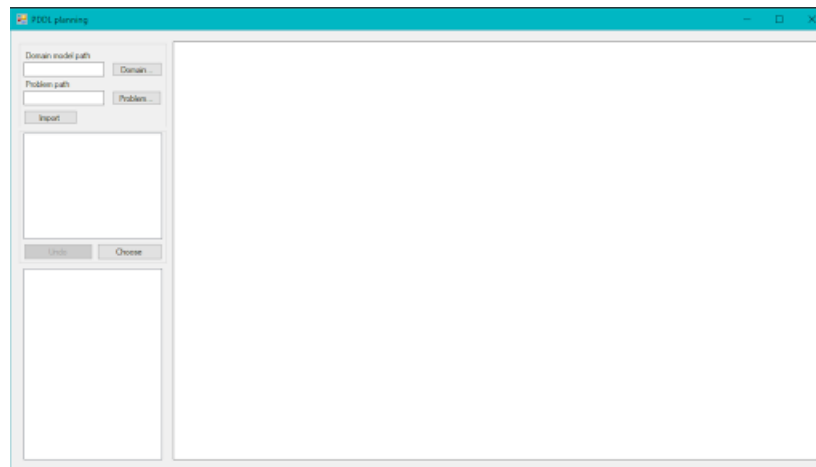 PDDL planning
Domain model path
Domain...
Problem path
Problem...
Import
Undo
Choose